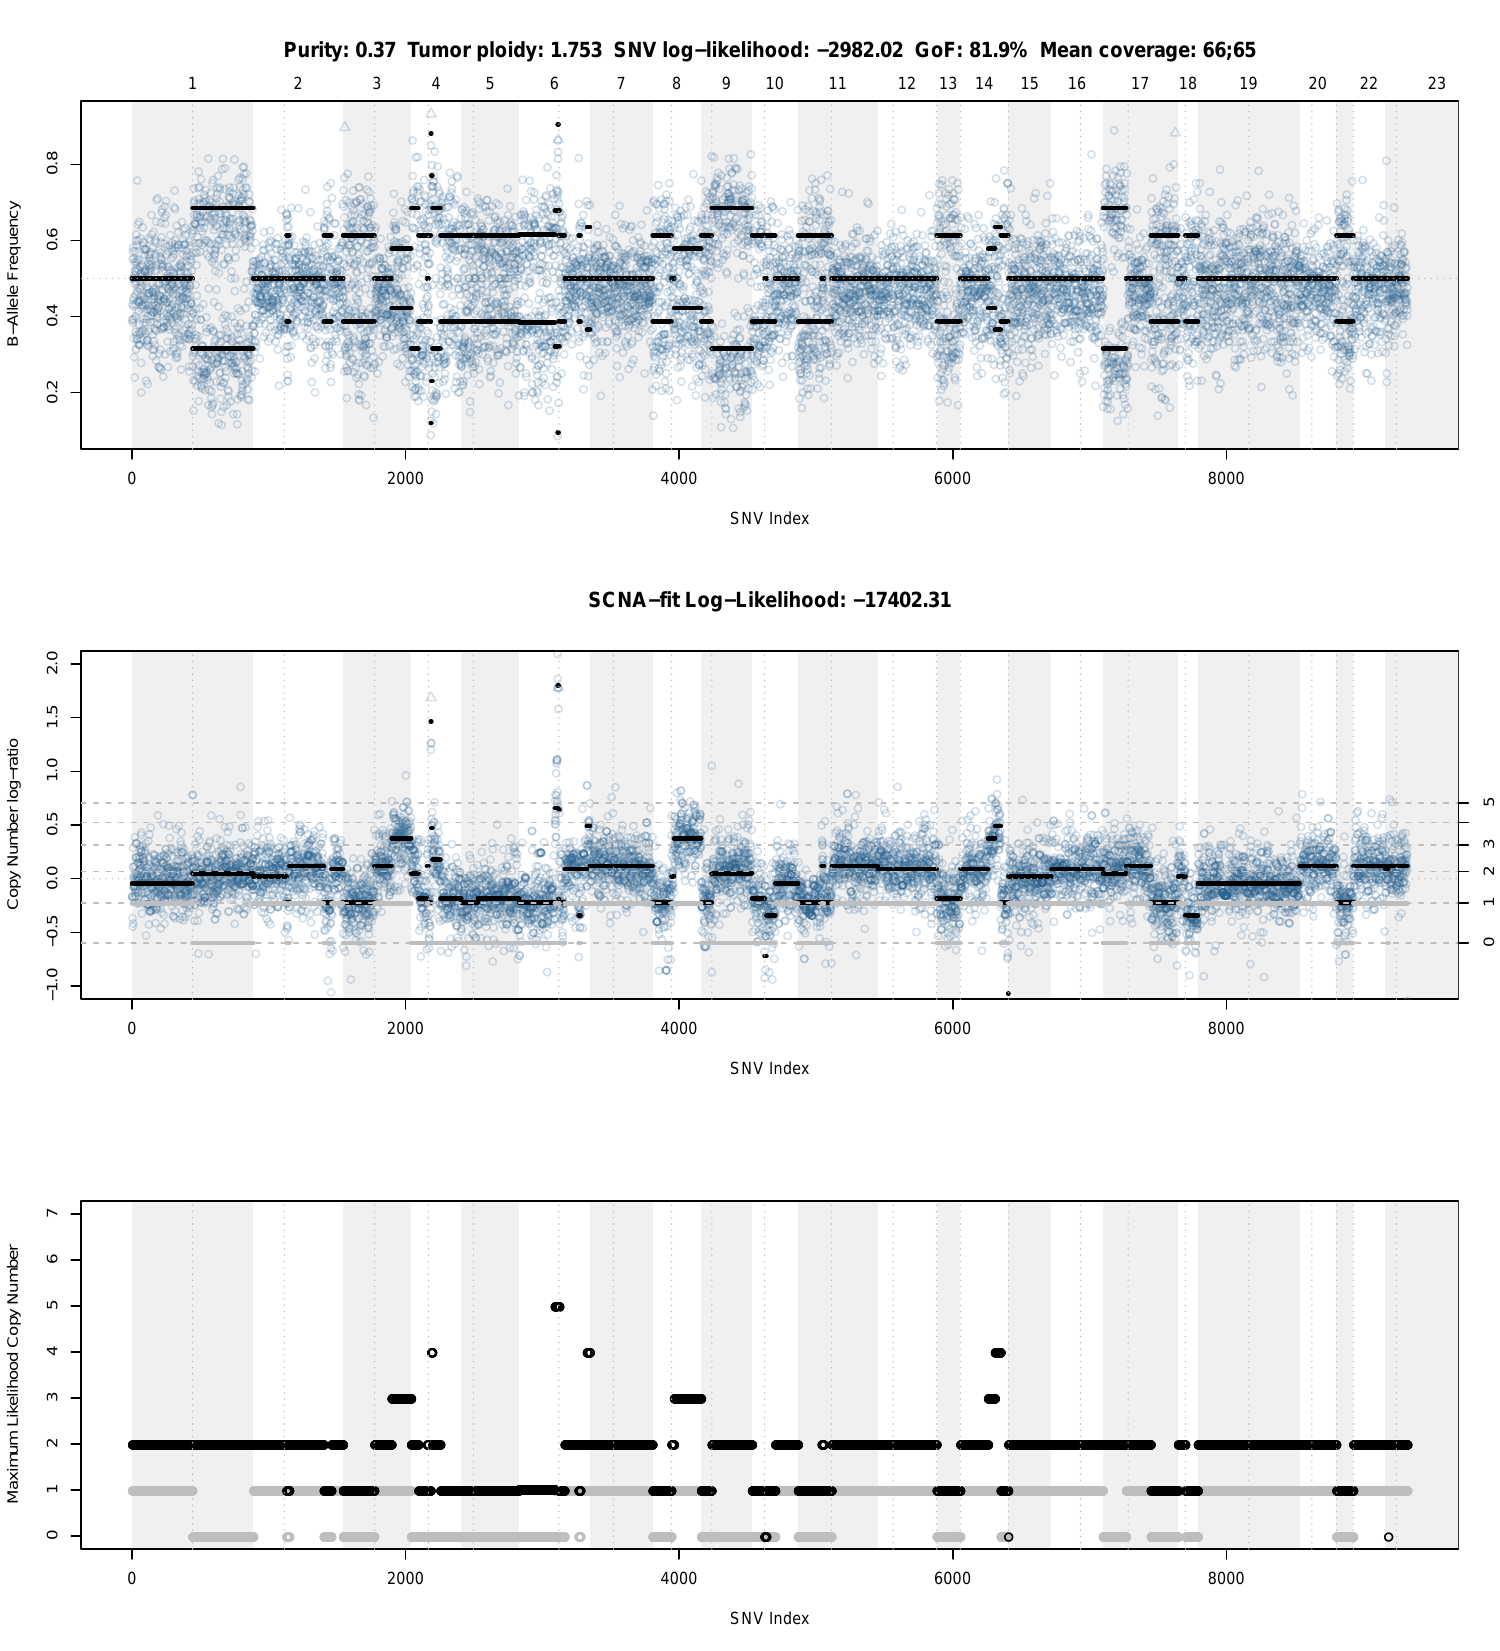 Purity: 0.37 Tumor ploidy: 1.753 SNV log−likelihood: −2982.02 GoF: 81.9% Mean coverage: 66;65
1 2 3 4 5 6 7 8 9 10 11 12 13 14 15 16 17 18 19 20 22 23
B−Allele Frequency
0.8
0.6
0.4
0.2
0 2000 4000 6000 8000
SNV Index
SCNA−fit Log−Likelihood: −17402.31
Copy Number log−ratio
2.0
1.5
1.0
0.5
0.0
−0.5
−1.0
5
3
2
1
0
0 2000 4000 6000 8000
SNV Index
Maximum Likelihood Copy Number
7
6
5
4
3
2
1
0
0 2000 4000 6000 8000
SNV Index